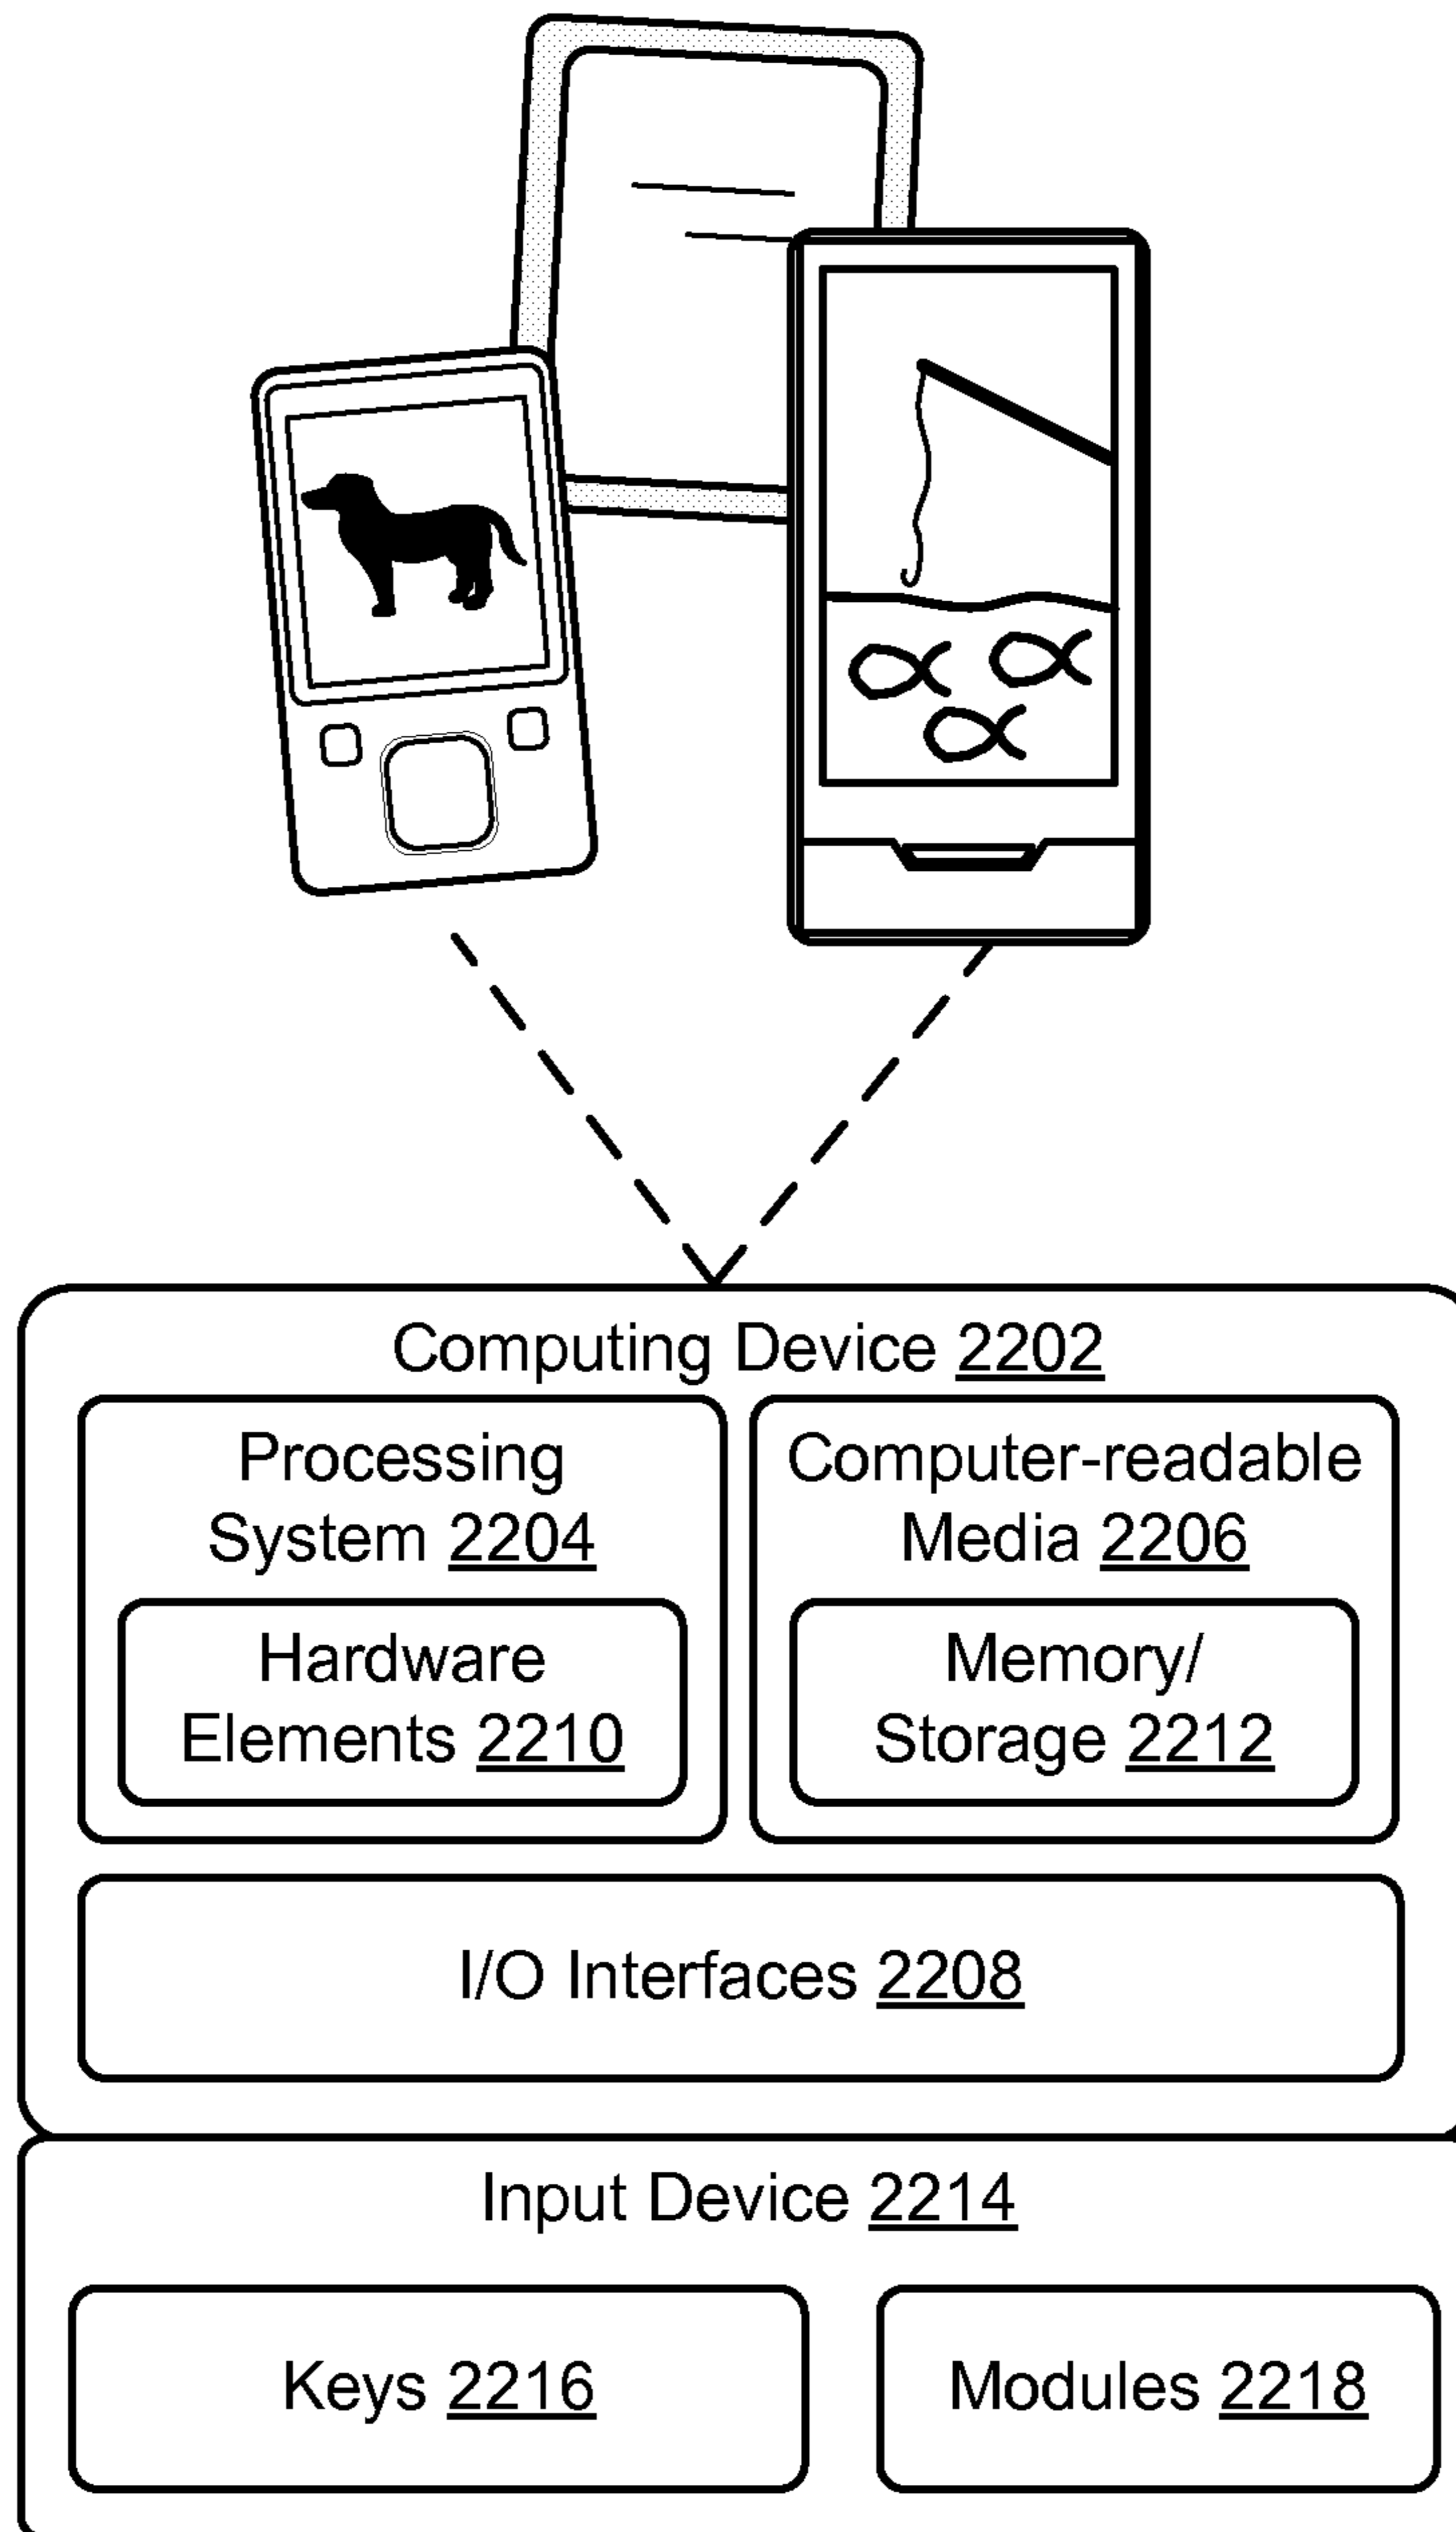 Computing Device 2202
Processing
System 2204
Hardware
Elements 2210
Computer-readable
Media 2206
Memory/
Storage 2212
I/O Interfaces 2208
Input Device 2214
Keys 2216
Modules 2218